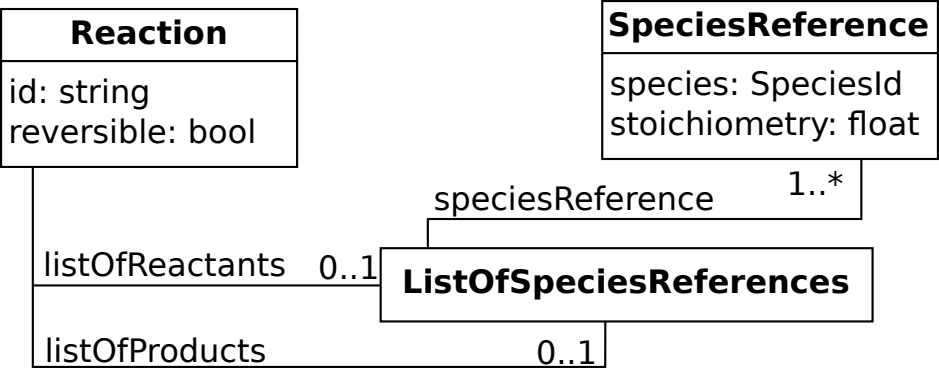 Reaction
id: string
reversible: bool
SpeciesReference
species: SpeciesId
stoichiometry: float
1..*
speciesReference
listOfReactants 0..1
ListOfSpeciesReferences
listOfProducts 0..1